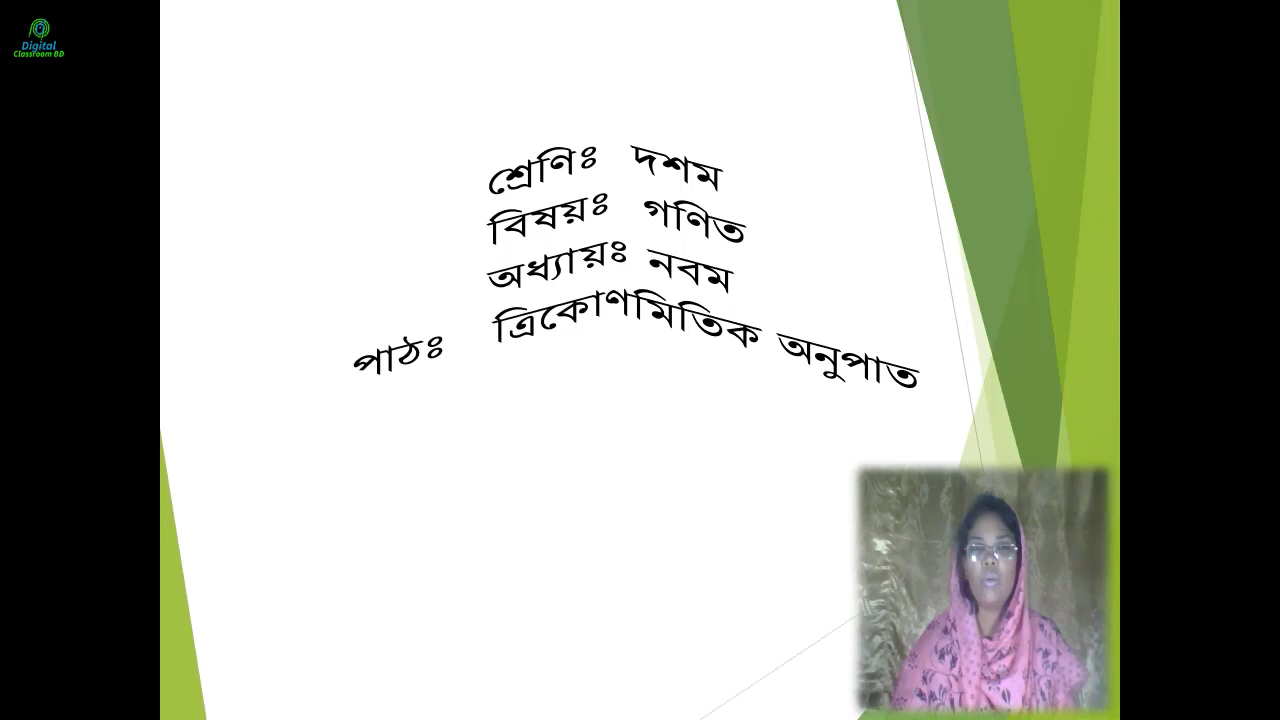 Digital
Classroom BD
শ্রেণিঃ দশম
বিষয়ঃ গণিত
অধ্যায়ঃ নবম
পাঠঃ ত্রিকোণমিতিক অনুপাত